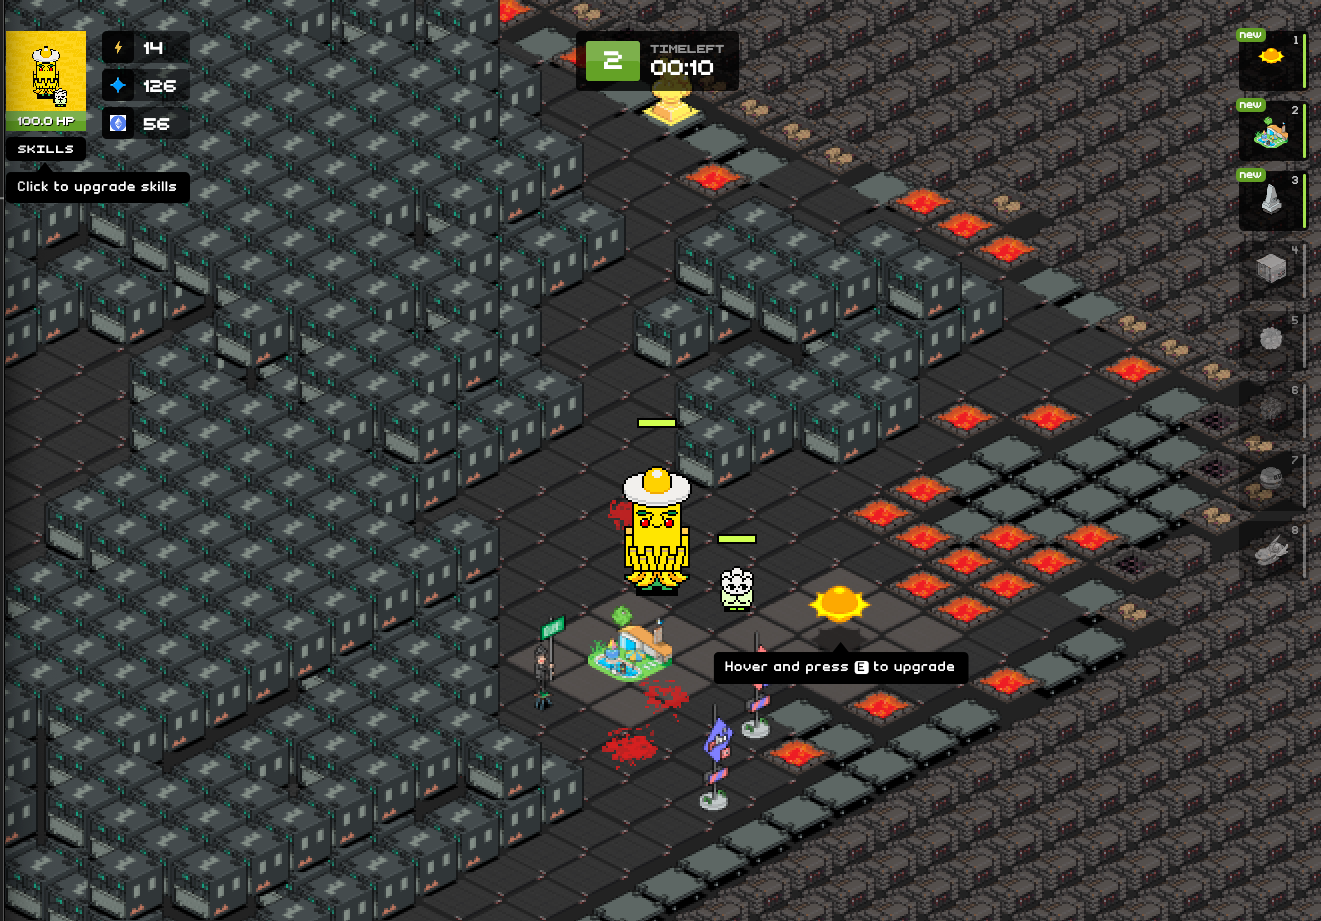 14
126
100.0 HP
56
SKILLS
Click to upgrade skills
2
TIMELEFT
00:10
new
1
new
2
new
3
4
5
6
7
8
Hover and press E to upgrade